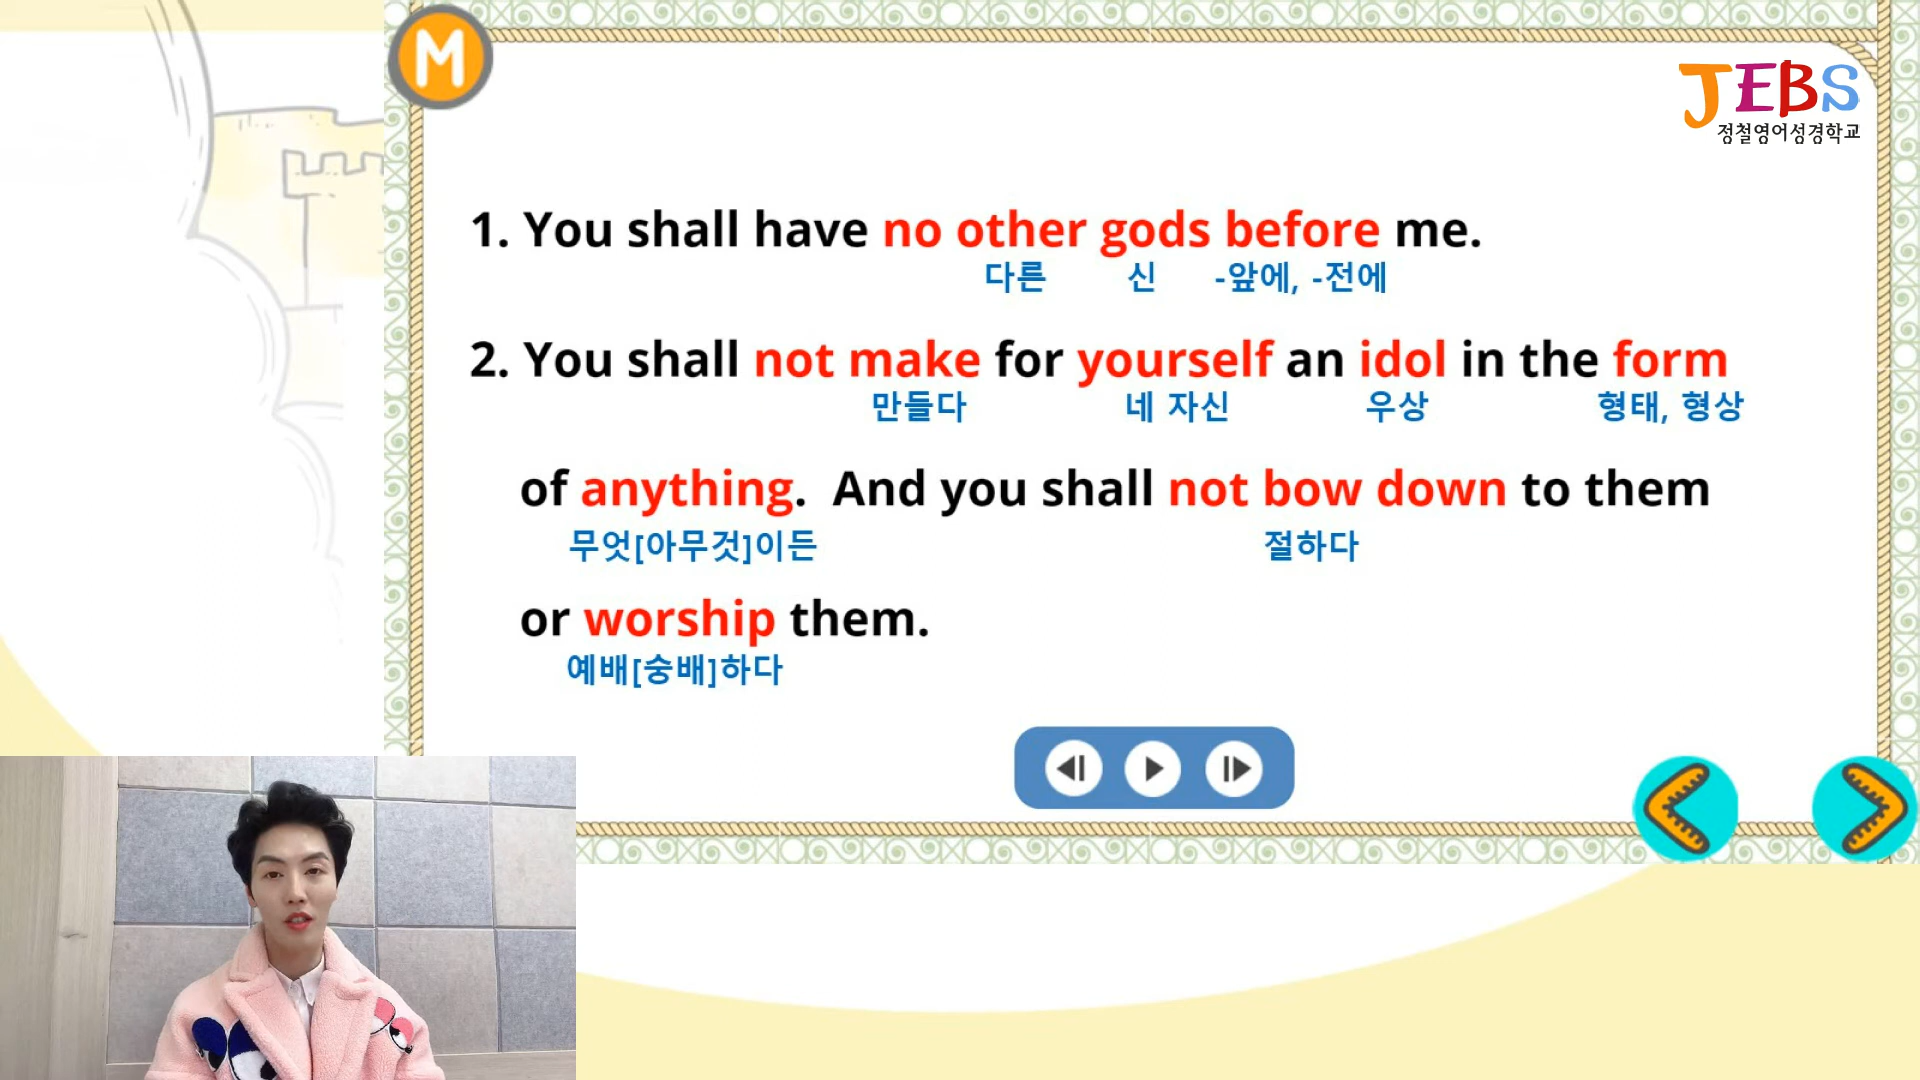 M
JEBS
정철영어성경학교
1. You shall have no other gods before me.
다른 신 -앞에, -전에
2. You shall not make for yourself an idol in the form
만들다 네 자신 우상 형태, 형상
of anything. And you shall not bow down to them
무엇[아무것]이든 절하다
or worship them.
예배[숭배]하다